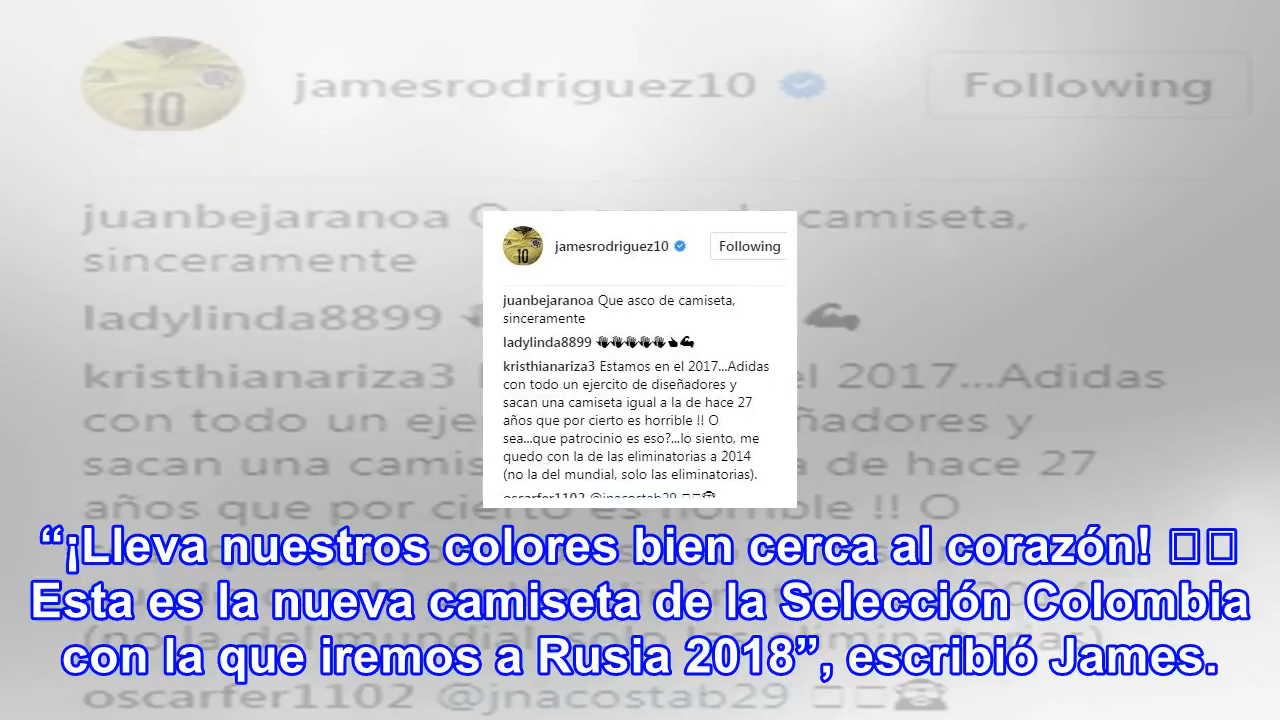 jamesrodriguez10 Following
juanbejaranoa Que asco de camiseta,
sinceramente
ladylinda8899
kristhianariza3 Estamos en el 2017...Adidas
con todo un ejercito de diseñadores y
sacan una camiseta igual a la de hace 27
años que por cierto es horrible !! O
sea...que patrocinio es eso?...lo siento, me
quedo con la de las eliminatorias a 2014
(no la del mundial, solo las eliminatorias).
oscarfer1102 @jnacostab29
“¡Lleva nuestros colores bien cerca al corazón! 
Esta es la nueva camiseta de la Selección Colombia
con la que iremos a Rusia 2018”, escribió James.